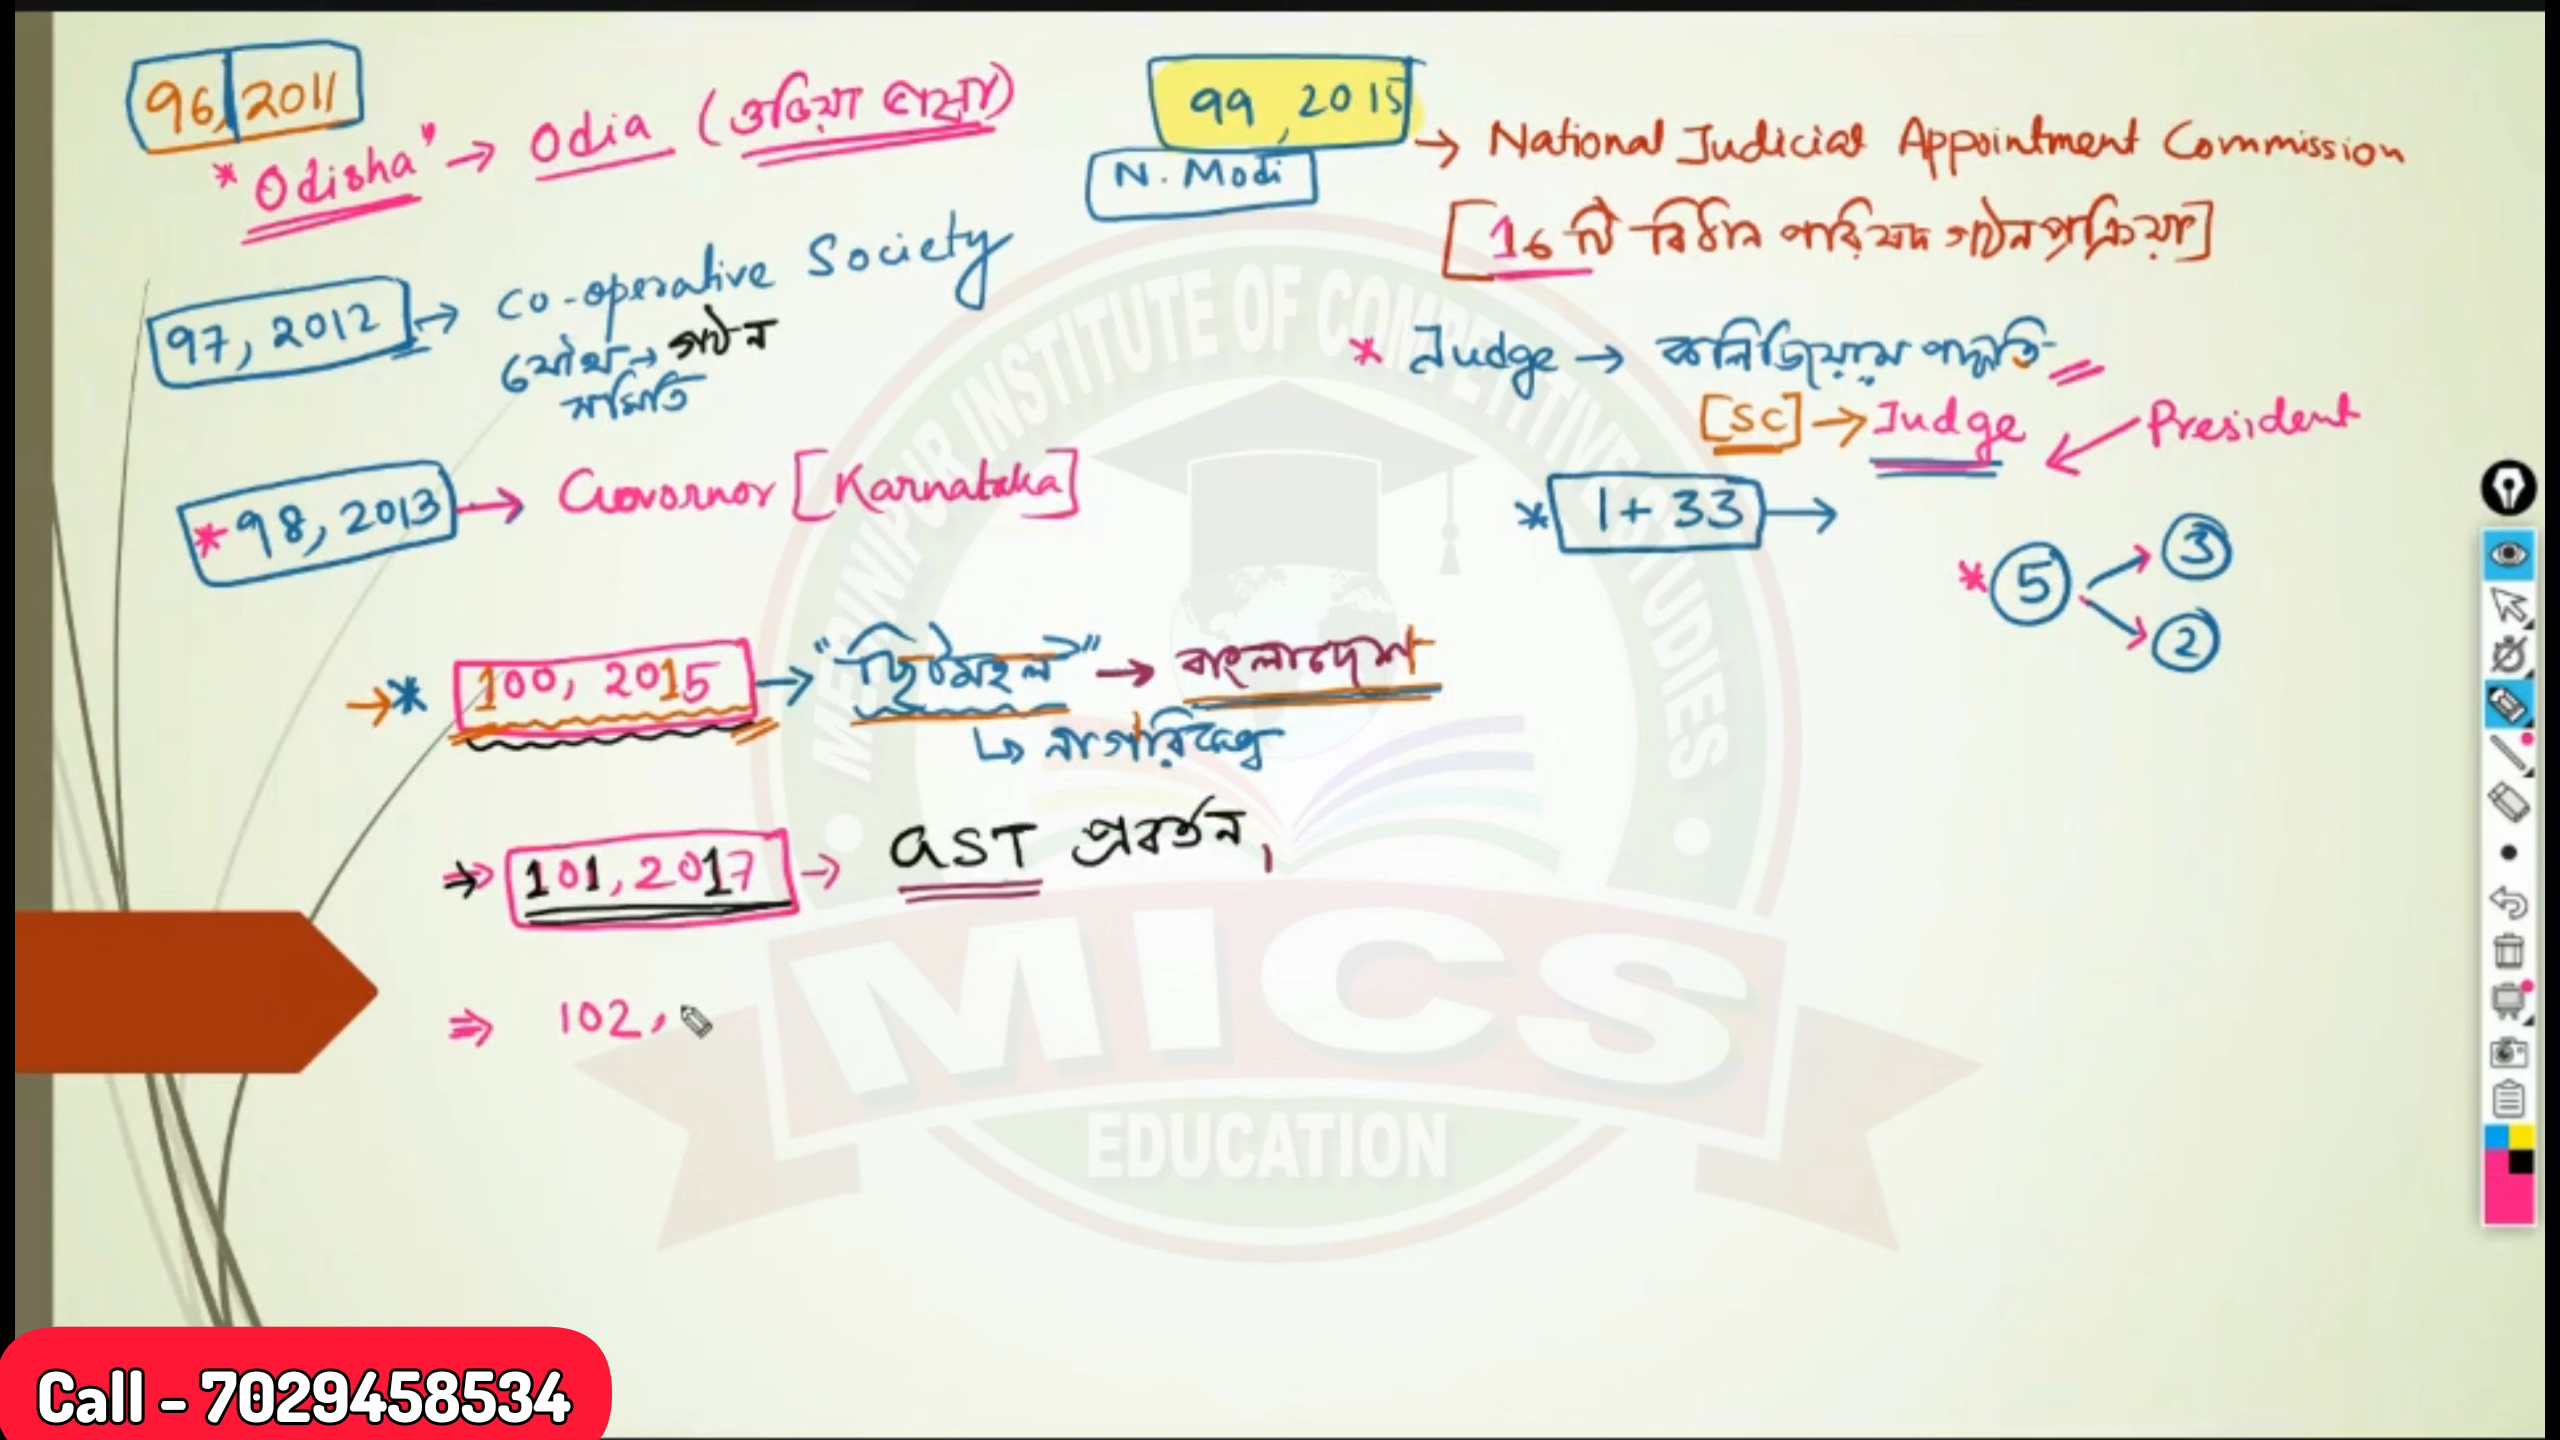 96, 2011
* "Odisha" → Odia (ওড়িয়া ভাষা)
97, 2012 → Co-operative Society
যৌথ → গঠন
সমিতি
* 98, 2013 → Govornor [Karnataka]
99, 2015
N. Modi
→ National Judicial Appointment Commission
[16 টি বিচার পরিষদ গঠন প্রক্রিয়া]
* Judge → কলিজিয়াম পদ্ধতি
[SC] → Judge President
* 1 + 33 →
* 5 3
2
→ * 100, 2015 → "ছিটমহল" → বাংলাদেশ
↳ নাগরিকত্ব
⇒ 101, 2017 → GST প্রবর্তন,
⇒ 102,
MEDINIPUR INSTITUTE OF COMPETITIVE STUDIES
MICS
EDUCATION
Call - 7029458534